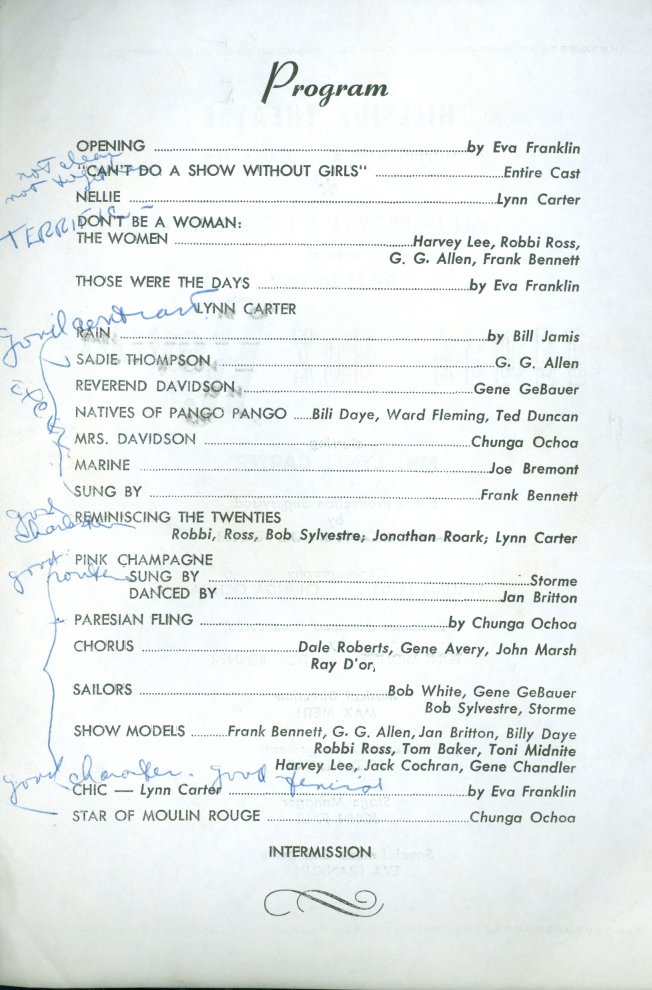 Program
OPENING ........ by Eva Franklin
not clear
"CAN'T DO A SHOW WITHOUT GIRLS" ........ Entire Cast
not
NELLIE ........ Lynn Carter
TERRIFIC –
DON'T BE A WOMAN:
THE WOMEN ........ Harvey Lee, Robbi Ross,
G. G. Allen, Frank Bennett
THOSE WERE THE DAYS ........ by Eva Franklin
LYNN CARTER
RAIN ........ by Bill Jamis
SADIE THOMPSON ........ G. G. Allen
REVEREND DAVIDSON ........ Gene GeBauer
NATIVES OF PANGO PANGO ..... Bili Daye, Ward Fleming, Ted Duncan
MRS. DAVIDSON ........ Chunga Ochoa
MARINE ........ Joe Bremont
SUNG BY ........ Frank Bennett
good
REMINISCING THE TWENTIES
Robbi, Ross, Bob Sylvestre; Jonathan Roark; Lynn Carter
good
PINK CHAMPAGNE
SUNG BY ........ Storme
DANCED BY ........ Jan Britton
PARESIAN FLING ........ by Chunga Ochoa
CHORUS ........ Dale Roberts, Gene Avery, John Marsh
Ray D'or,
SAILORS ........ Bob White, Gene GeBauer
Bob Sylvestre, Storme
SHOW MODELS ........ Frank Bennett, G. G. Allen, Jan Britton, Billy Daye
Robbi Ross, Tom Baker, Toni Midnite
Harvey Lee, Jack Cochran, Gene Chandler
good character. good
CHIC — Lynn Carter ........ by Eva Franklin
STAR OF MOULIN ROUGE ........ Chunga Ochoa
INTERMISSION